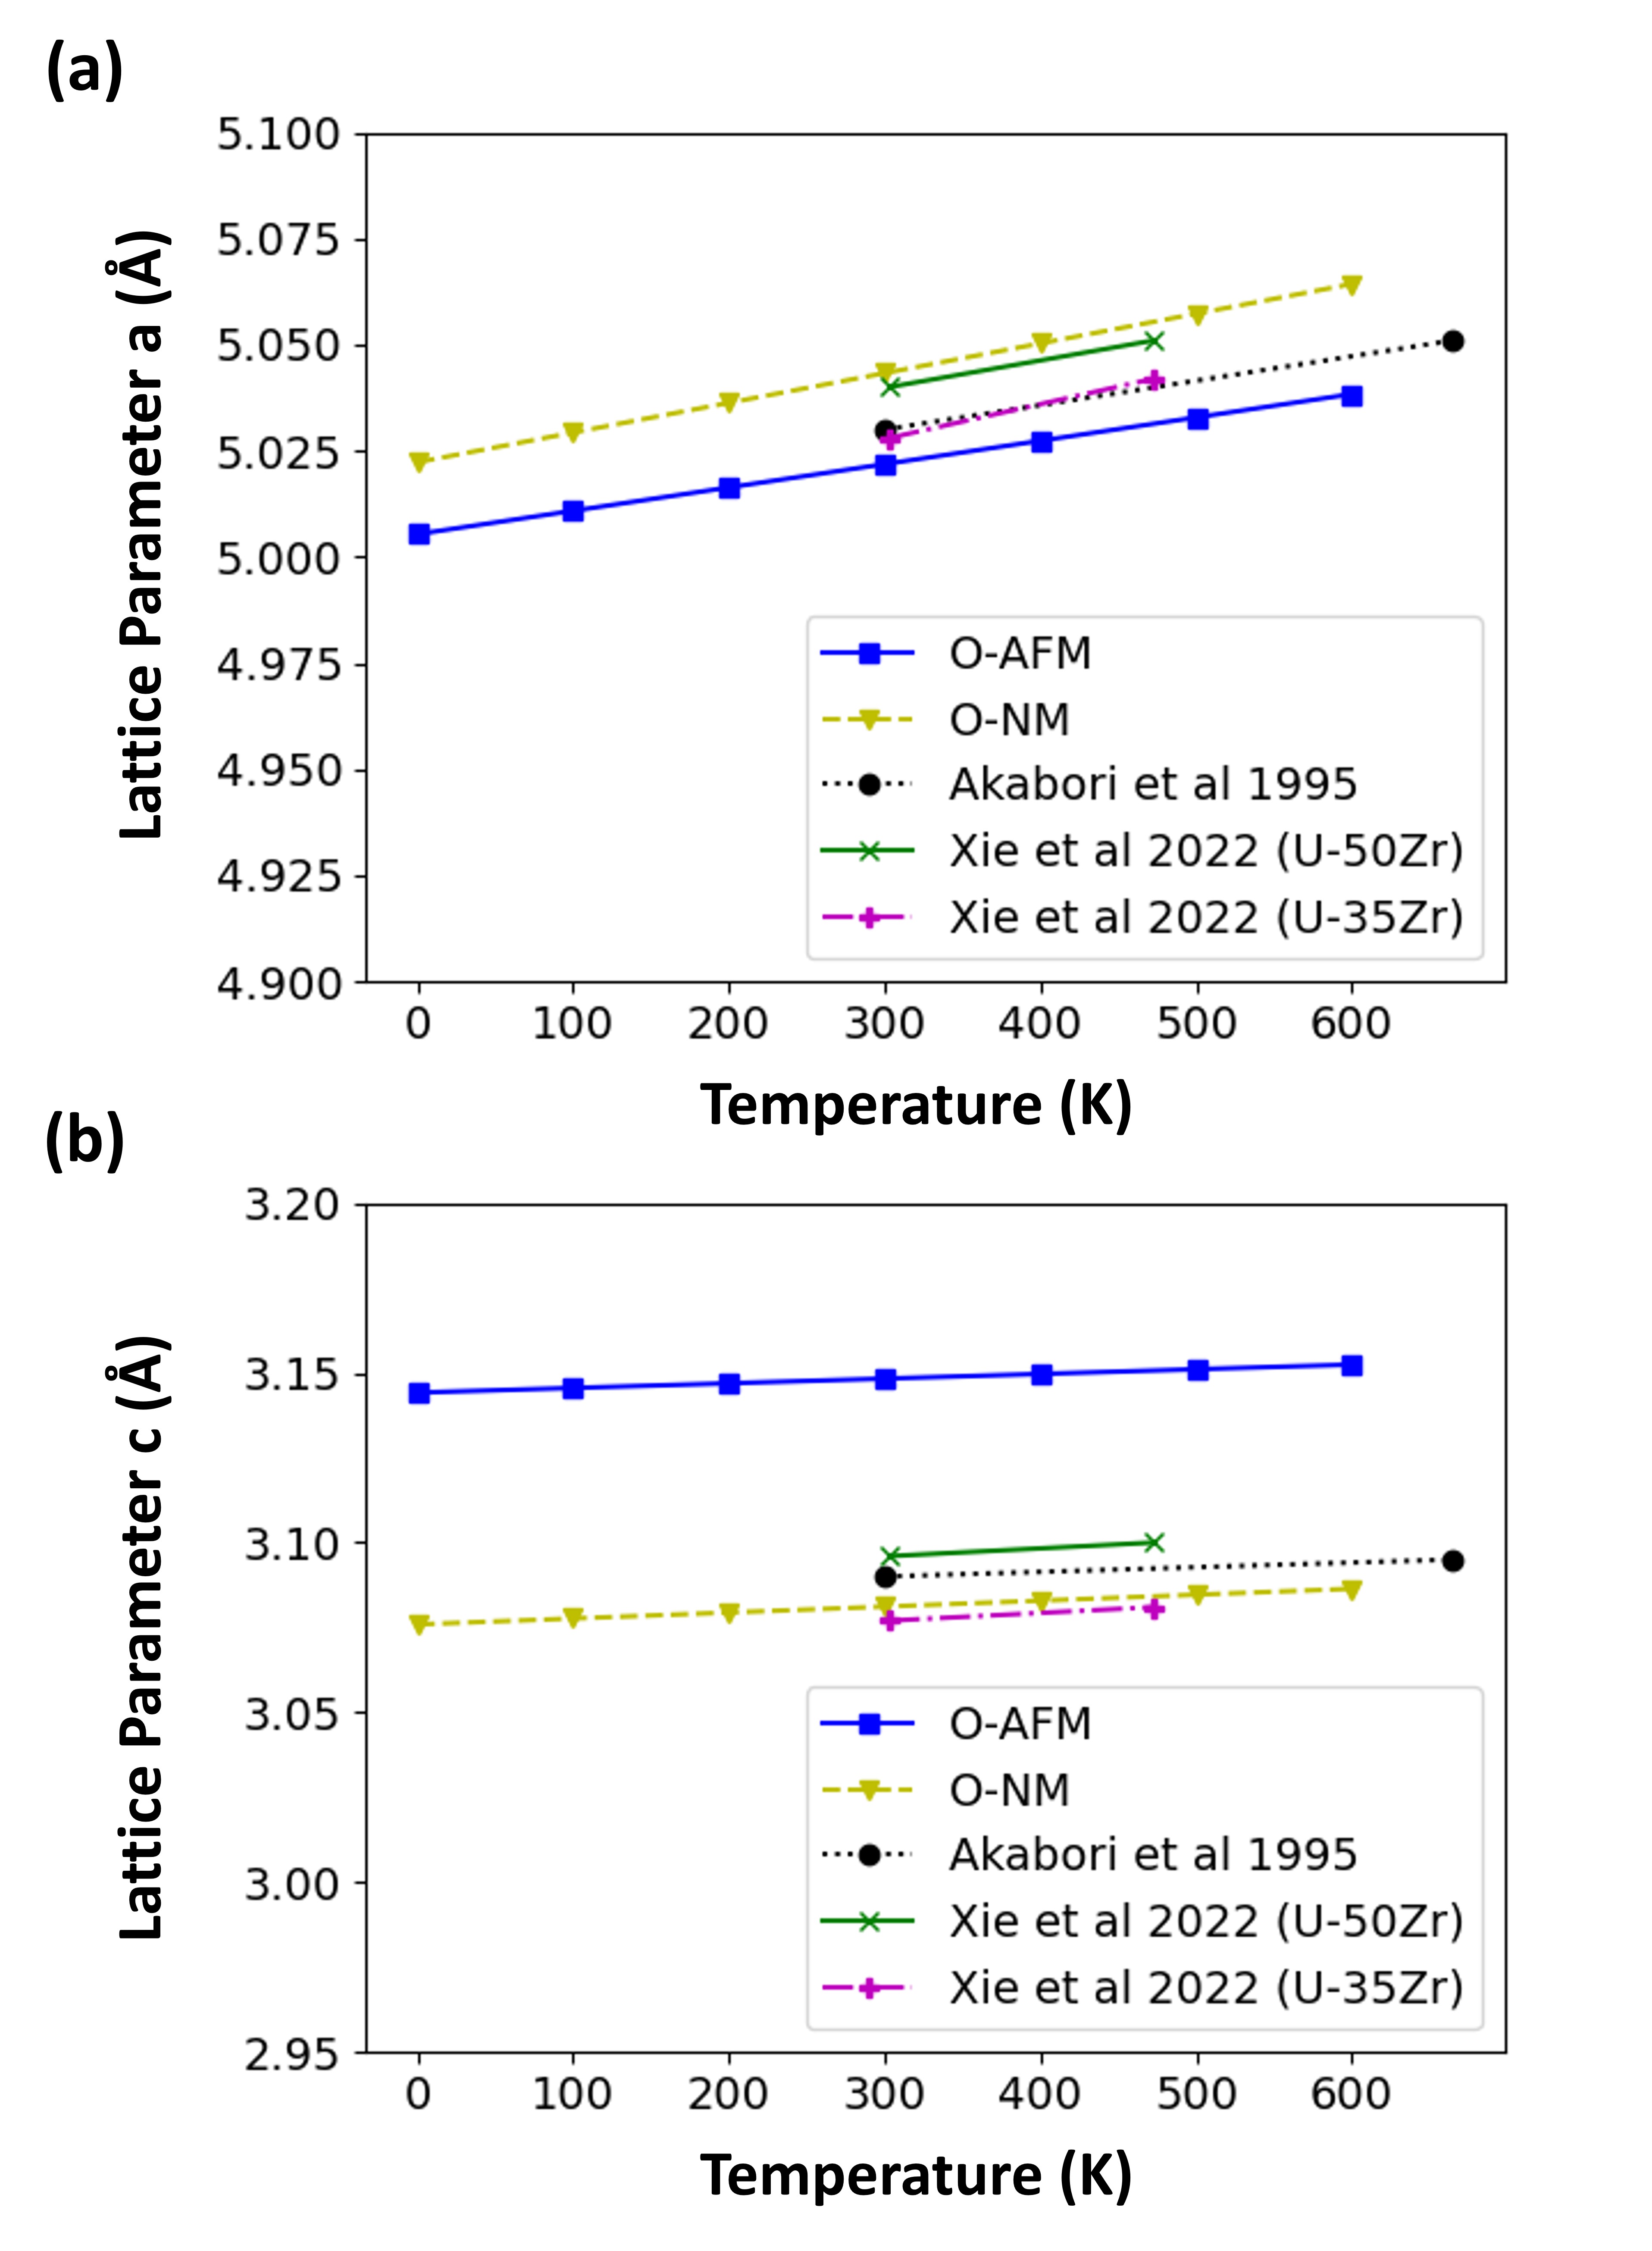 (a)
Lattice Parameter a (Å)
5.100
5.075
5.050
5.025
5.000
4.975
4.950
4.925
4.900
O-AFM
O-NM
Akabori et al 1995
Xie et al 2022 (U-50Zr)
Xie et al 2022 (U-35Zr)
0 100 200 300 400 500 600
Temperature (K)
(b)
Lattice Parameter c (Å)
3.20
3.15
3.10
3.05
3.00
2.95
O-AFM
O-NM
Akabori et al 1995
Xie et al 2022 (U-50Zr)
Xie et al 2022 (U-35Zr)
0 100 200 300 400 500 600
Temperature (K)